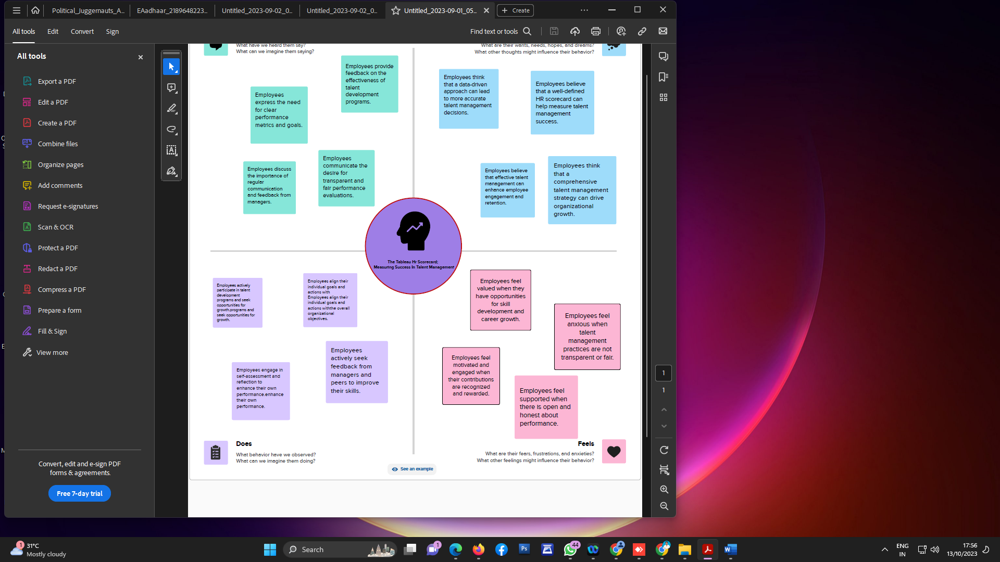 Political_Juggernauts_A...
EAadhaar_2189648223...
Untitled_2023-09-02_0...
Untitled_2023-09-02_0...
Untitled_2023-09-01_05...
Create
All tools
Edit
Convert
Sign
Find text or tools
All tools
Export a PDF
Edit a PDF
Create a PDF
Combine files
Organize pages
Add comments
Request e-signatures
Scan & OCR
Protect a PDF
Redact a PDF
Compress a PDF
Prepare a form
Fill & Sign
View more
Convert, edit and e-sign PDF
forms & agreements.
Free 7-day trial
What have we heard them say?
What can we imagine them saying?
What are their wants, needs, hopes, and dreams?
What other thoughts might influence their behavior?
Employees provide
feedback on the
effectiveness of
talent
development
programs.
Employees
express the need
for clear
performance
metrics and goals.
Employees discuss
the importance of
regular
communication
and feedback from
managers.
Employees
communicate the
desire for
transparent and
fair performance
evaluations.
Employees think
that a data-driven
approach can lead
to more accurate
talent management
decisions.
Employees believe
that a well-defined
HR scorecard can
help measure talent
management
success.
Employees believe
that effective talent
management can
enhance employee
engagement and
retention.
Employees think
that a
comprehensive
talent management
strategy can drive
organizational
growth.
The Tableau Hr Scorecard;
Measuring Success In Talent Management
Employees actively
participate in talent
development
programs and seek
opportunities for
growth.programs and
seek opportunities for
growth.
Employees align their
individual goals and
actions with
Employees align their
individual goals and
actions withthe overall
organizational
objectives.
Employees engage in
self-assessment and
reflection to
enhance their own
performance.enhance
their own
performance.
Employees
actively seek
feedback from
managers and
peers to improve
their skills.
Employees feel
valued when they
have opportunities
for skill
development and
career growth.
Employees feel
anxious when
talent
management
practices are not
transparent or fair.
Employees feel
motivated and
engaged when
their contributions
are recognized
and rewarded.
Employees feel
supported when
there is open and
honest about
performance.
Does
What behavior have we observed?
What can we imagine them doing?
Feels
What are their fears, frustrations, and anxieties?
What other feelings might influence their behavior?
See an example
1
1
1
31°C
Mostly cloudy
Search
1
Ps
44
ENG
IN
17:56
13/10/2023